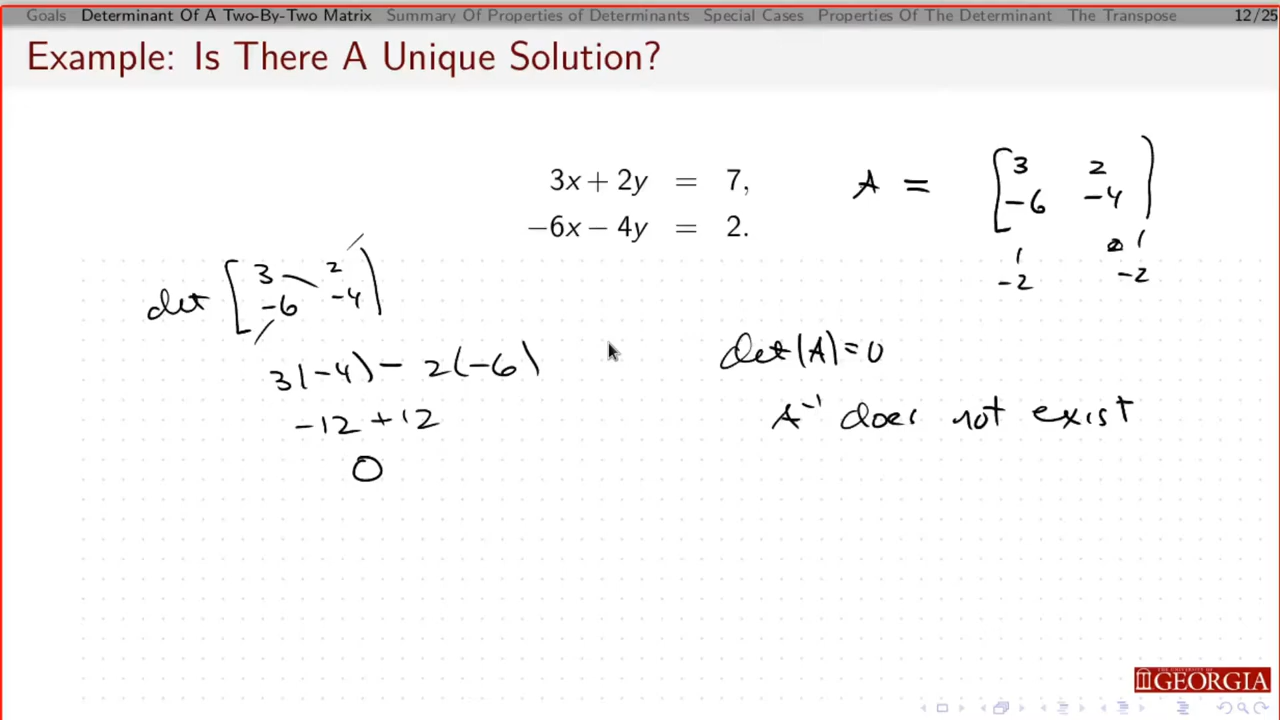 Goals Determinant Of A Two-By-Two Matrix Summary Of Properties of Determinants Special Cases Properties Of The Determinant The Transpose 12/25
Example: Is There A Unique Solution?
3x + 2y = 7,
−6x − 4y = 2.
A = [3 2
−6 −4]
1 1
−2 −2
det [3 2
−6 −4]
3(−4) − 2(−6)
−12 + 12
0
det(A) = 0
A⁻¹ does not exist
THE UNIVERSITY OF
GEORGIA